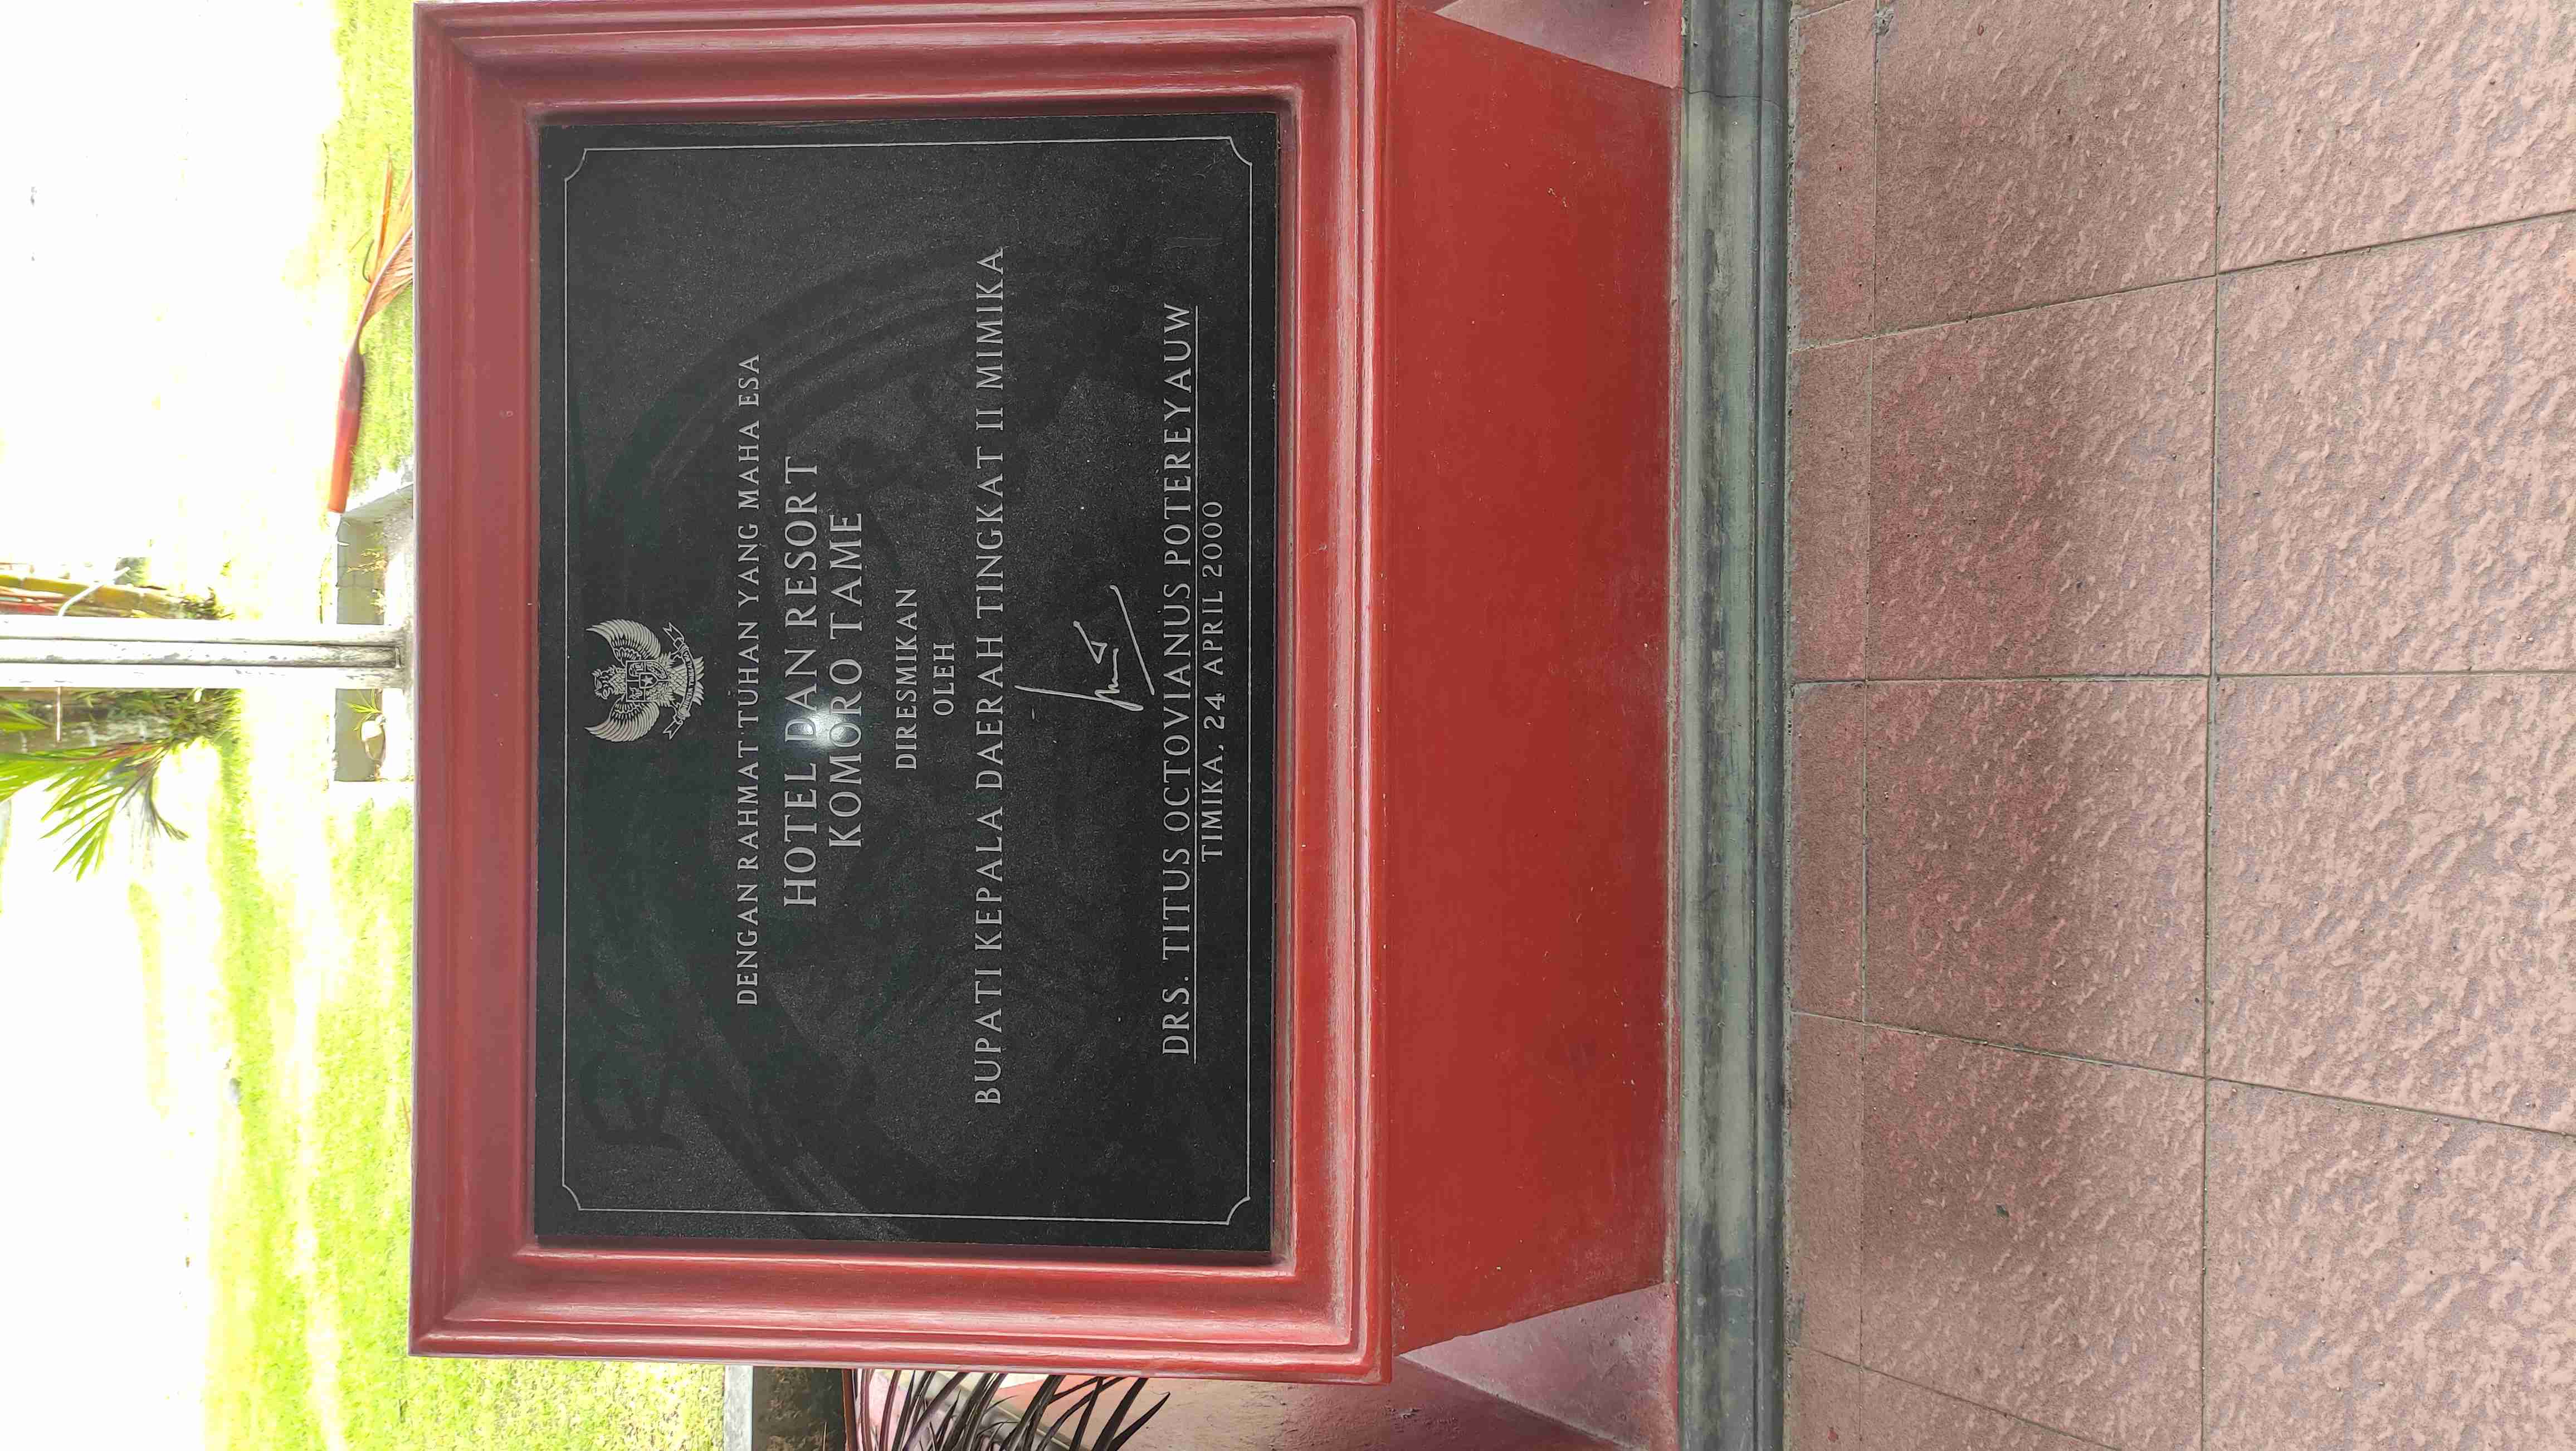 DENGAN RAHMAT TUHAN YANG MAHA ESA
HOTEL DAN RESORT
KOMORO TAME
DIRESMIKAN
OLEH
BUPATI KEPALA DAERAH TINGKAT II MIMIKA
DRS. TITUS OCTOVIANUS POTEREYAUW
TIMIKA, 24 APRIL 2000